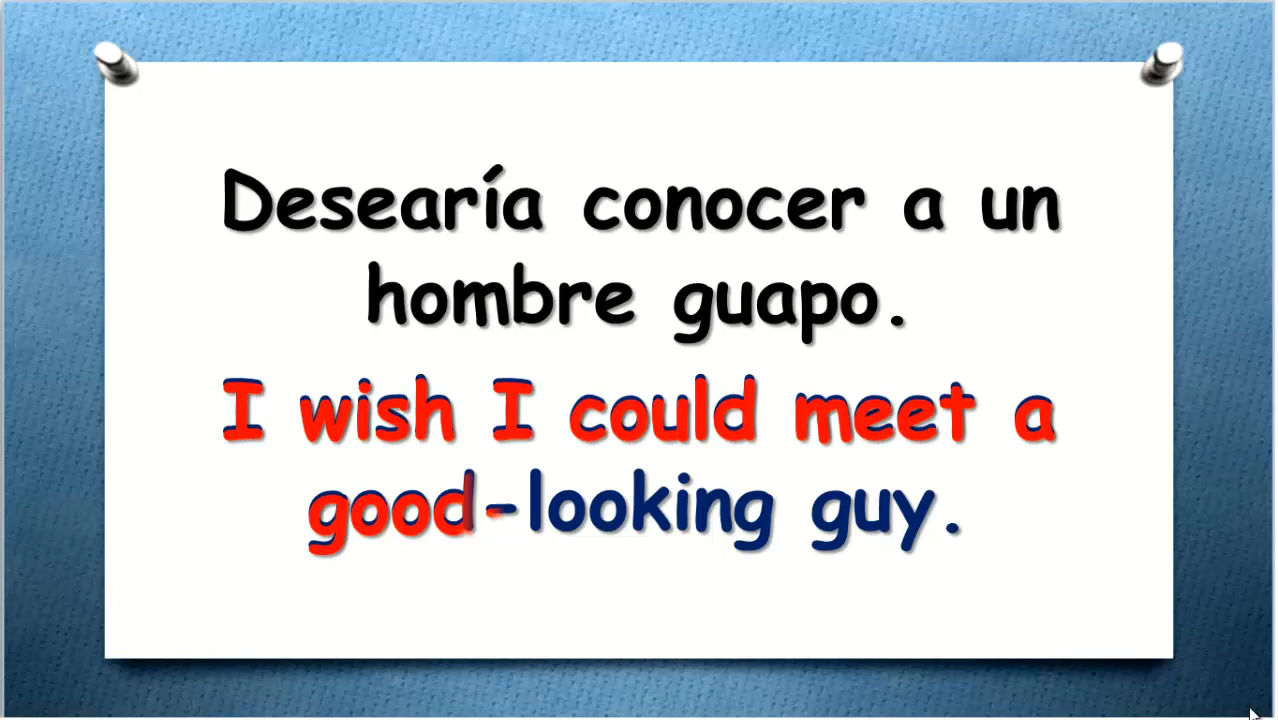 Desearía conocer a un
hombre guapo.
I wish I could meet a
good-looking guy.